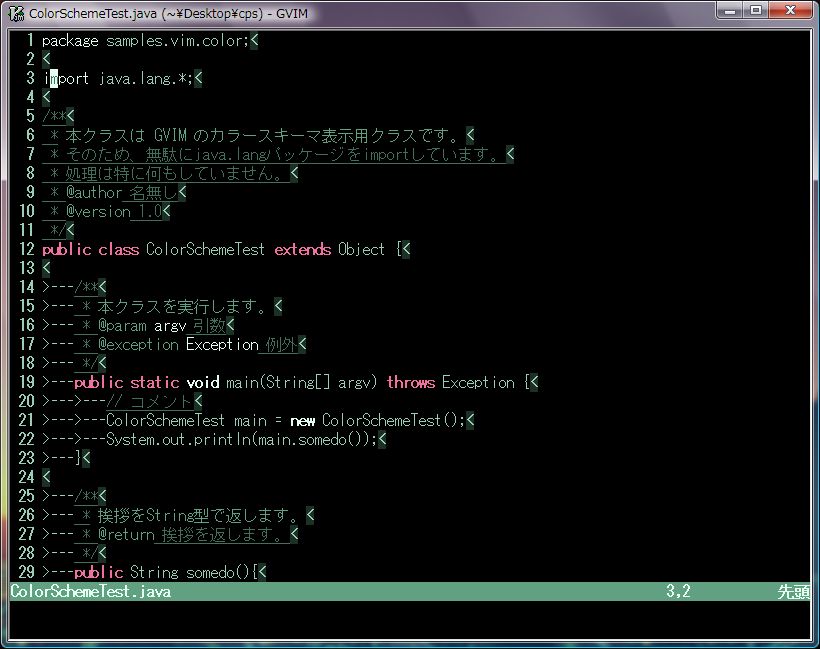 ColorSchemeTest.java (~¥Desktop¥cps) - GVIM
1 package samples.vim.color;<
2 <
3 import java.lang.*;<
4 <
5 /**<
6  * 本クラスは GVIM のカラースキーマ表示用クラスです。<
7  * そのため、無駄にjava.langパッケージをimportしています。<
8  * 処理は特に何もしていません。<
9  * @author 名無し<
10  * @version 1.0<
11  */<
12 public class ColorSchemeTest extends Object {<
13 <
14 >---/**<
15 >--- * 本クラスを実行します。<
16 >--- * @param argv 引数<
17 >--- * @exception Exception 例外<
18 >--- */<
19 >---public static void main(String[] argv) throws Exception {<
20 >--->---// コメント<
21 >--->---ColorSchemeTest main = new ColorSchemeTest();<
22 >--->---System.out.println(main.somedo());<
23 >---}<
24 <
25 >---/**<
26 >--- * 挨拶をString型で返します。<
27 >--- * @return 挨拶を返します。<
28 >--- */<
29 >---public String somedo(){<
ColorSchemeTest.java 3,2 先頭